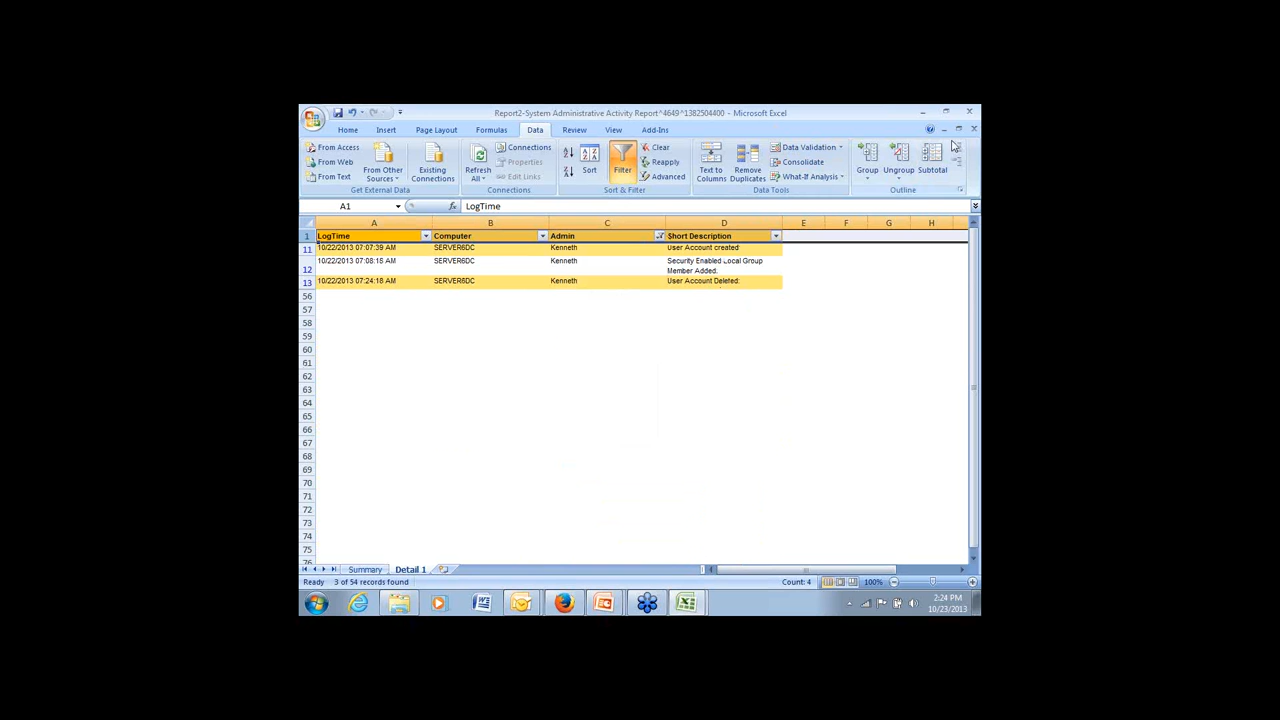 Report2-System Administrative Activity Report^4649^1382504400 - Microsoft Excel
Home Insert Page Layout Formulas Data Review View Add-Ins
From Access
From Web
From Text
From Other
Sources
Existing
Connections
Get External Data
Refresh
All
Connections
Properties
Edit Links
Connections
Sort
Filter
Clear
Reapply
Advanced
Sort & Filter
Text to
Columns
Remove
Duplicates
Data Validation
Consolidate
What-If Analysis
Data Tools
Group
Ungroup
Subtotal
Outline
A1 fx LogTime
A B C D E F G H
1 LogTime Computer Admin Short Description
11 10/22/2013 07:07:39 AM SERVER6DC Kenneth User Account created
12 10/22/2013 07:08:18 AM SERVER6DC Kenneth Security Enabled Local Group
Member Added.
13 10/22/2013 07:24:18 AM SERVER6DC Kenneth User Account Deleted:
56
57
58
59
60
61
62
63
64
65
66
67
68
69
70
71
72
73
74
75
76
Summary Detail 1
Ready 3 of 54 records found Count: 4 100%
2:24 PM
10/23/2013